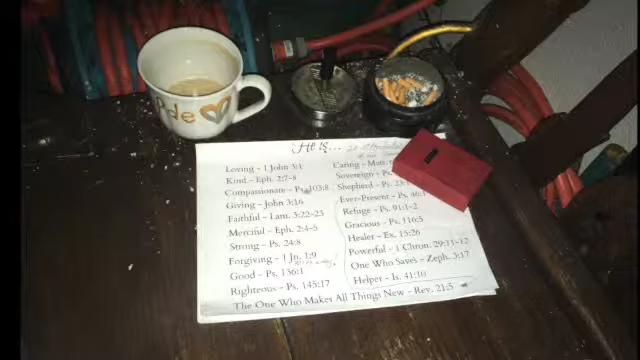 de
He is...
Loving - 1 John 3:1
Kind - Eph. 2:7-8
Compassionate - Ps. 103:8
Giving - John 3:16
Faithful - Lam. 3:22-23
Merciful - Eph. 2:4-5
Strong - Ps. 24:8
Forgiving - 1 Jn. 1:9
Good - Ps. 136:1
Righteous - Ps. 145:17
Caring - Matt.
Sovereign - Ps.
Shepherd - Ps. 23:1
Ever-Present - Ps. 46:1
Refuge - Ps. 91:1-2
Gracious - Ps. 116:5
Healer - Ex. 15:26
Powerful - 1 Chron. 29:11-12
One Who Saves - Zeph. 3:17
Helper - Is. 41:10
The One Who Makes All Things New - Rev. 21:5